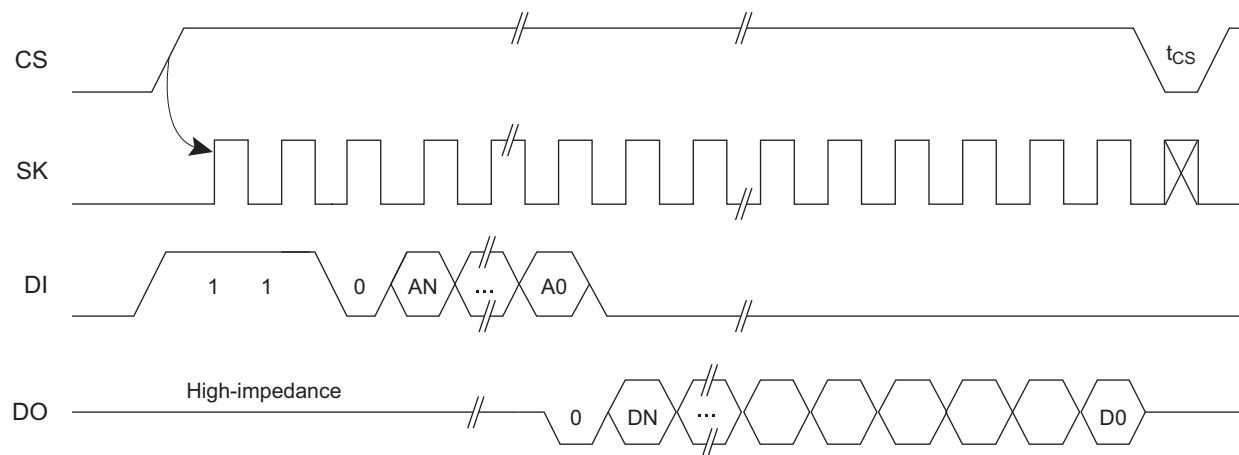 CS
tCS
SK
DI
1 1 0 AN ... A0
High-impedance
DO
0 DN ... D0